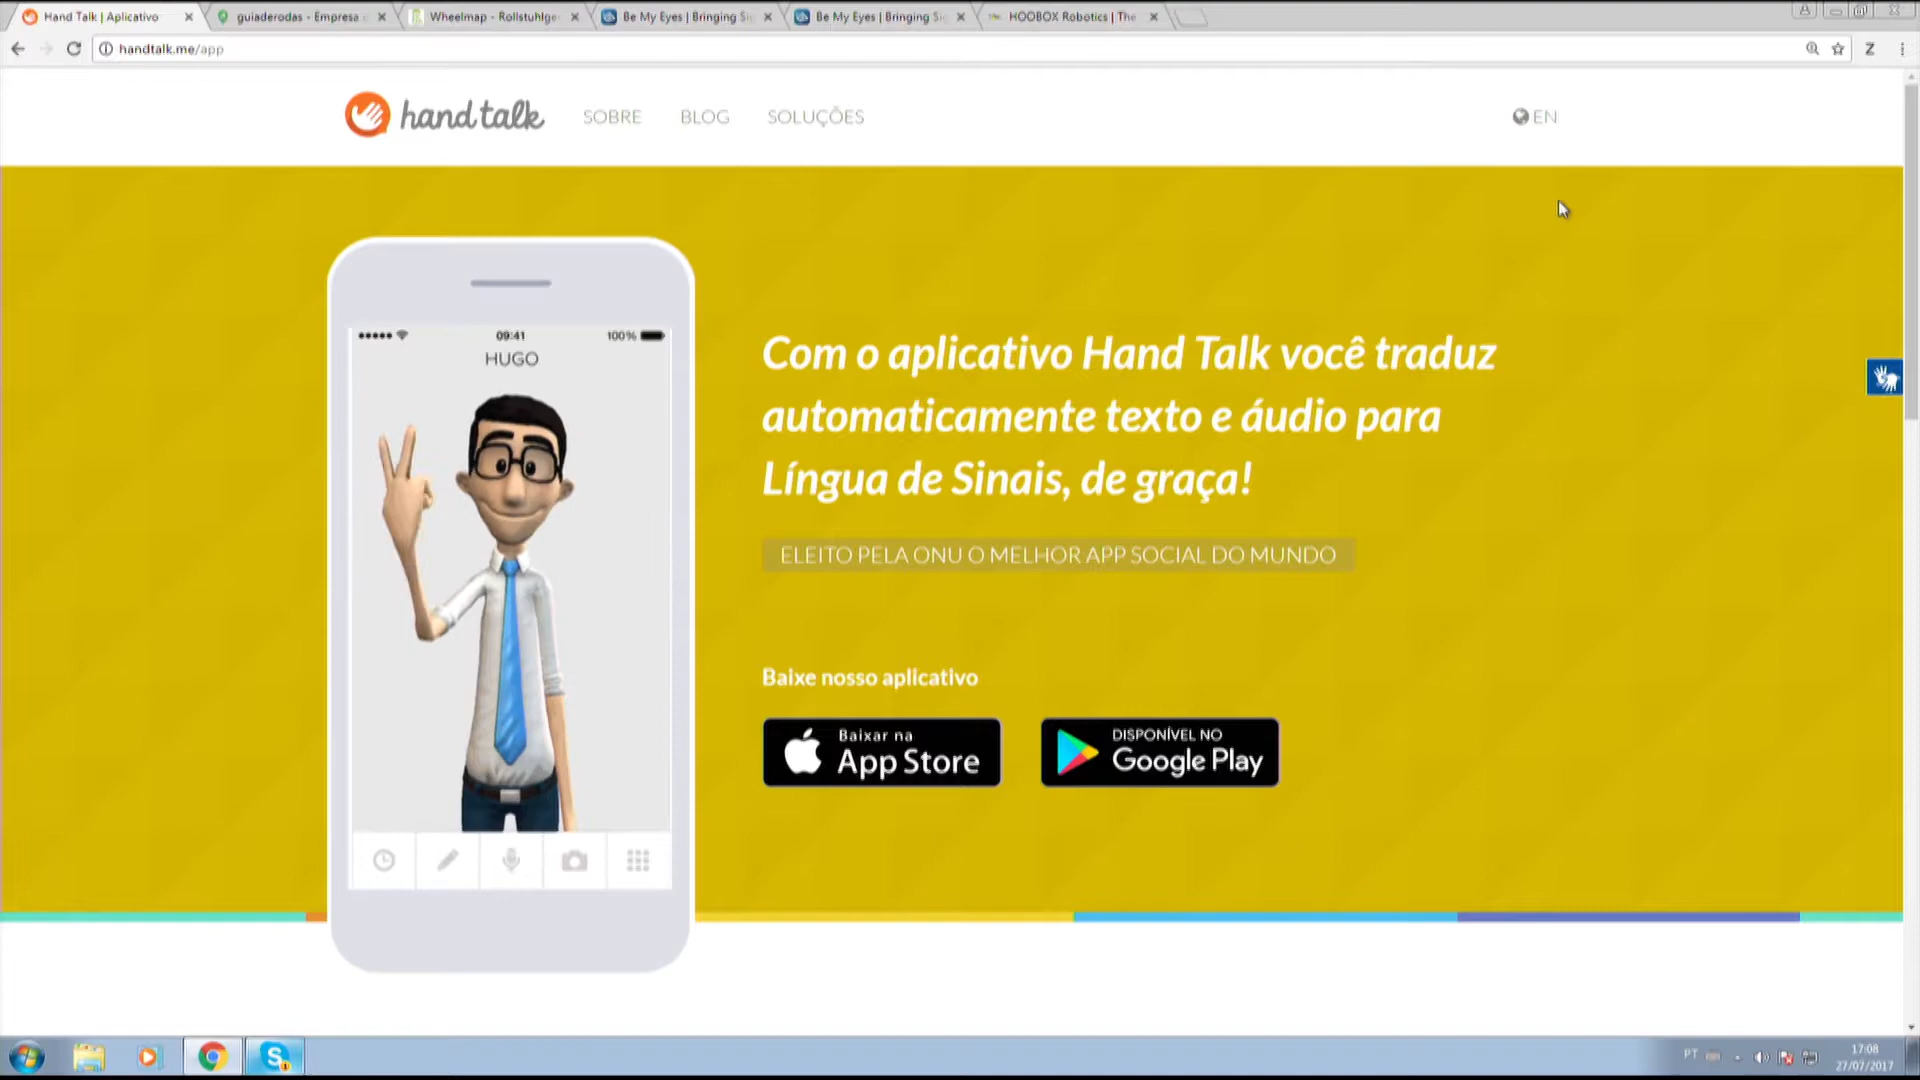 Hand Talk | Aplicativo
guiaderodas - Empresa
Wheelmap - Rollstuhlge
Be My Eyes | Bringing Si
Be My Eyes | Bringing Si
HOOBOX Robotics | The
handtalk.me/app
Z
hand talk
SOBRE
BLOG
SOLUÇÕES
EN
09:41
100%
HUGO
Com o aplicativo Hand Talk você traduz
automaticamente texto e áudio para
Língua de Sinais, de graça!
ELEITO PELA ONU O MELHOR APP SOCIAL DO MUNDO
Baixe nosso aplicativo
Baixar na
App Store
DISPONÍVEL NO
Google Play
PT
17:08
27/07/2017